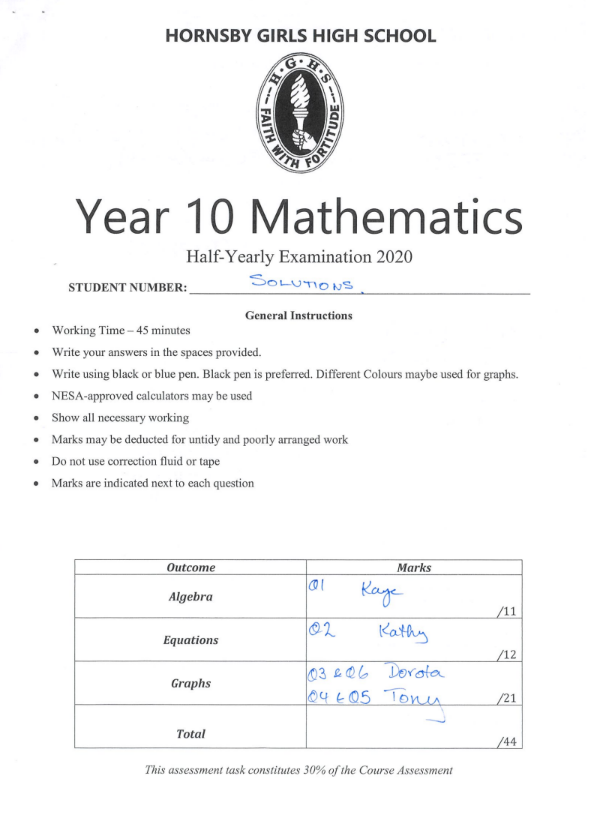 HORNSBY GIRLS HIGH SCHOOL
H·G·H·S
FAITH WITH FORTITUDE
Year 10 Mathematics
Half-Yearly Examination 2020
STUDENT NUMBER: SOLUTIONS.
General Instructions
• Working Time – 45 minutes
• Write your answers in the spaces provided.
• Write using black or blue pen. Black pen is preferred. Different Colours maybe used for graphs.
• NESA-approved calculators may be used
• Show all necessary working
• Marks may be deducted for untidy and poorly arranged work
• Do not use correction fluid or tape
• Marks are indicated next to each question
Outcome Marks
Algebra Q1 Kaye /11
Equations Q2 Kathy /12
Graphs Q3 & Q6 Dorota
Q4 & Q5 Tony /21
Total /44
This assessment task constitutes 30% of the Course Assessment